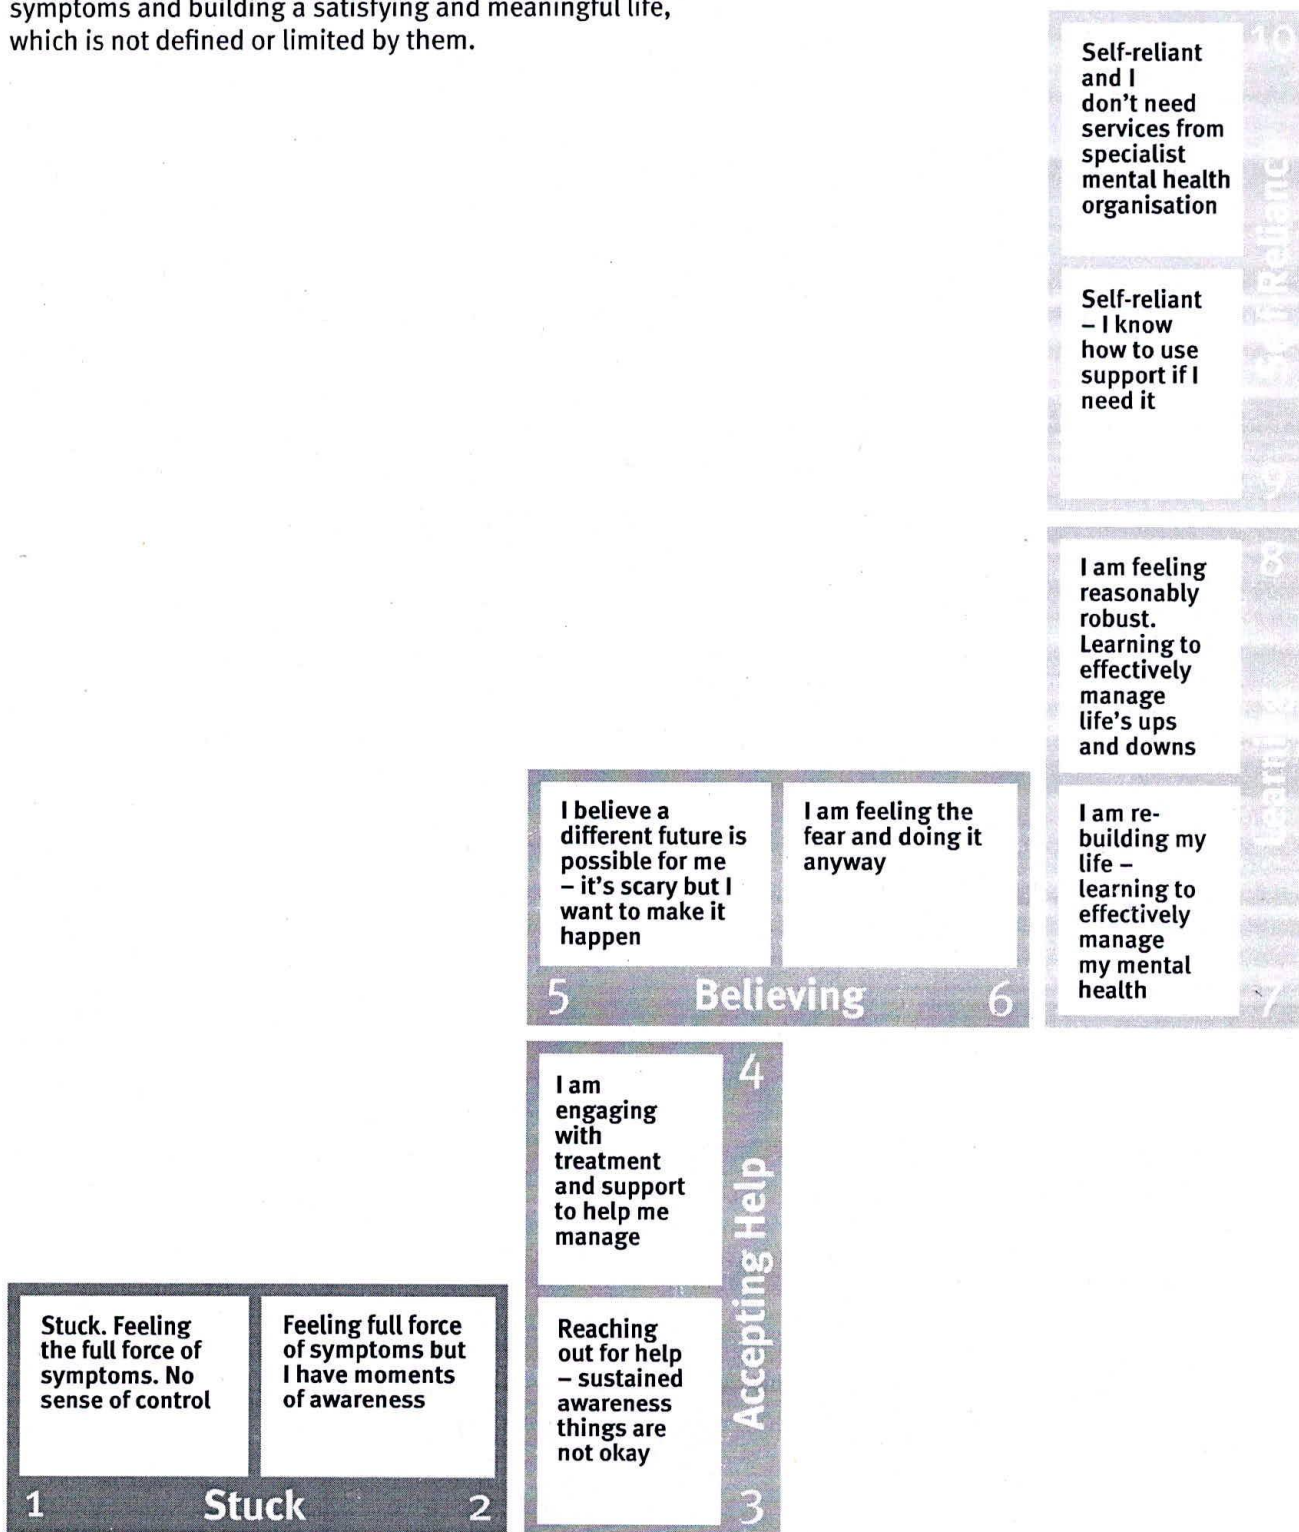 symptoms and building a satisfying and meaningful life,
which is not defined or limited by them.
10
Self-reliant
and I
don't need
services from
specialist
mental health
organisation
Self-reliant
– I know
how to use
support if I
need it
9
8
I am feeling
reasonably
robust.
Learning to
effectively
manage
life's ups
and downs
I am re-
building my
life –
learning to
effectively
manage
my mental
health
7
I believe a
different future is
possible for me
– it's scary but I
want to make it
happen
I am feeling the
fear and doing it
anyway
5 Believing 6
4
I am
engaging
with
treatment
and support
to help me
manage
Accepting Help
Reaching
out for help
– sustained
awareness
things are
not okay
3
Stuck. Feeling
the full force of
symptoms. No
sense of control
Feeling full force
of symptoms but
I have moments
of awareness
1 Stuck 2